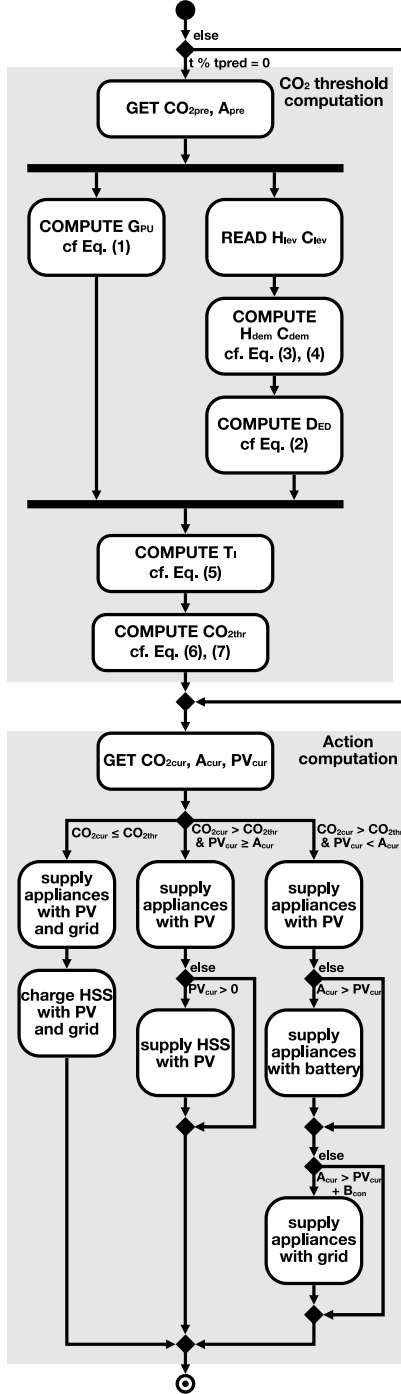 else
t % tpred = 0
CO₂ threshold
computation
GET CO₂pre, Apre
COMPUTE GPU
cf Eq. (1)
READ Hlev Clev
COMPUTE
Hdem Cdem
cf. Eq. (3), (4)
COMPUTE DED
cf Eq. (2)
COMPUTE TI
cf. Eq. (5)
COMPUTE CO₂thr
cf. Eq. (6), (7)
Action
computation
GET CO₂cur, Acur, PVcur
CO₂cur ≤ CO₂thr
CO₂cur > CO₂thr
& PVcur ≥ Acur
CO₂cur > CO₂thr
& PVcur < Acur
supply
appliances
with PV
and grid
supply
appliances
with PV
supply
appliances
with PV
charge HSS
with PV
and grid
else
PVcur > 0
supply HSS
with PV
else
Acur > PVcur
supply
appliances
with battery
else
Acur > PVcur
+ Bcon
supply
appliances
with grid